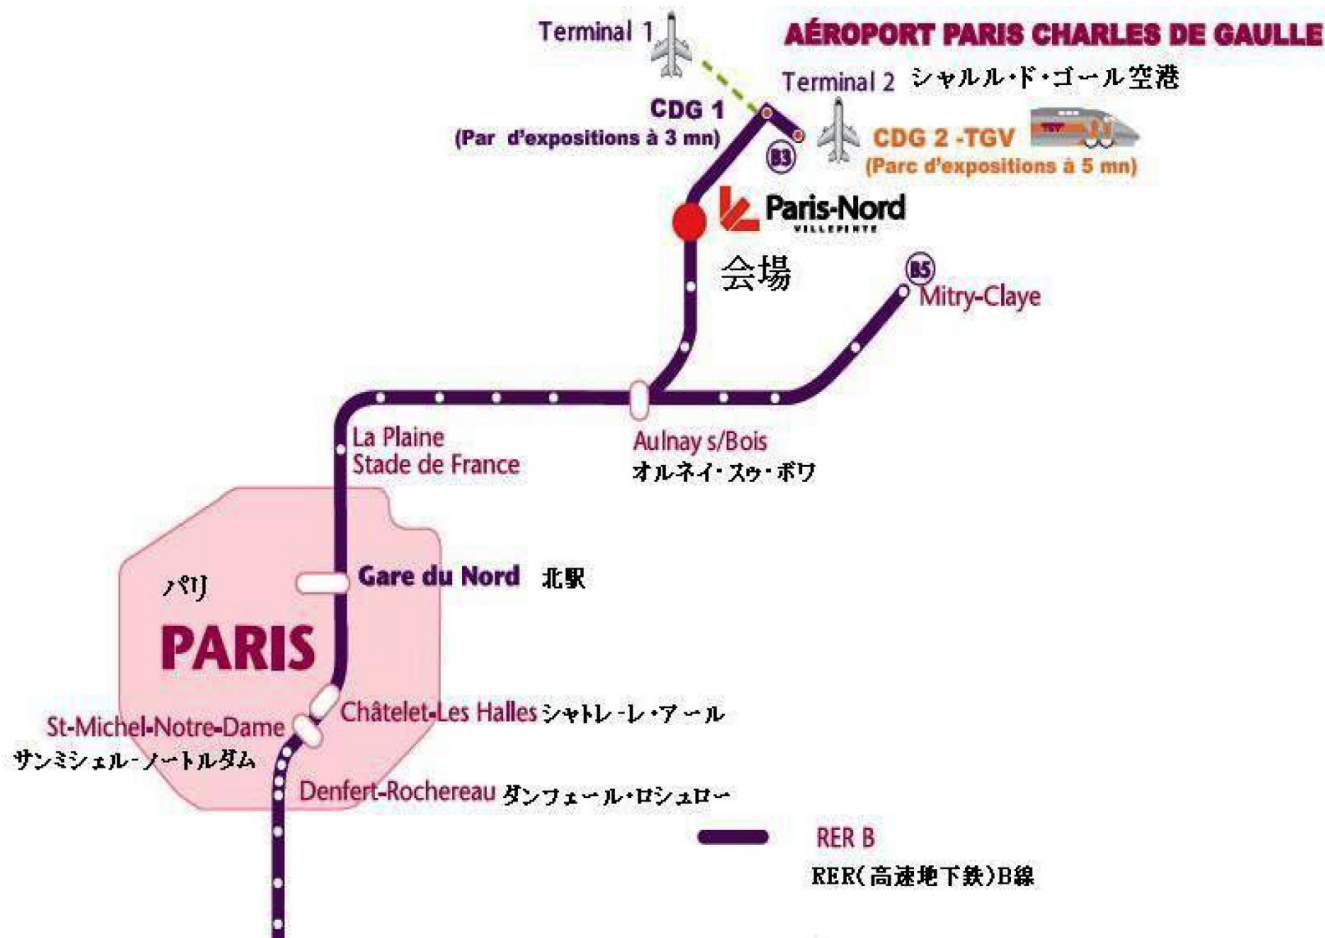 Terminal 1
AÉROPORT PARIS CHARLES DE GAULLE
Terminal 2 シャルル・ド・ゴール空港
CDG 1
(Par d'expositions à 3 mn)
B3
TGV
CDG 2 -TGV
(Parc d'expositions à 5 mn)
Paris-Nord
VILLEPINTE
会場
B5
Mitry-Claye
La Plaine
Stade de France
Aulnay s/Bois
オルネイ・スゥ・ボワ
Gare du Nord 北駅
パリ
PARIS
Châtelet-Les Halles シャトレ-レ・アール
St-Michel-Notre-Dame
サンミシェル-ノートルダム
Denfert-Rochereau ダンフェール・ロシュロー
RER B
RER(高速地下鉄)B線